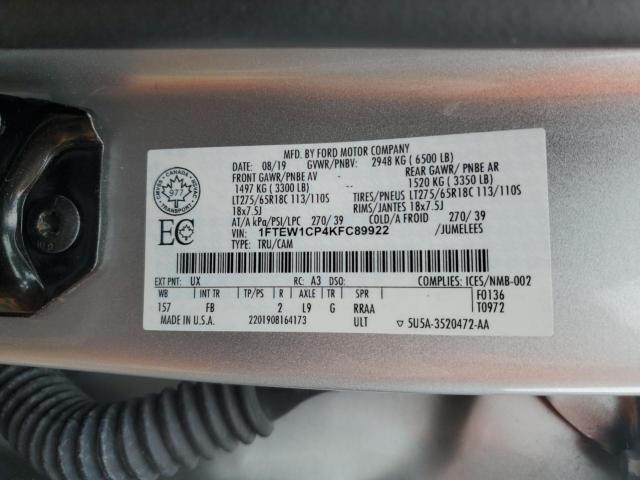 MFD. BY FORD MOTOR COMPANY
DATE: 08/19 GVWR/PNBV: 2948 KG ( 6500 LB)
FRONT GAWR/PNBE AV -- REAR GAWR/ PNBE AR
1497 KG ( 3300 LB) 1520 KG ( 3350 LB)
LT275/65R18C 113/110S TIRES/PNEUS LT275/65R18C 113/110S
18x7.5J RIMS/JANTES 18x7.5J
AT/A kPa/PSI/LPC 270/ 39 COLD/A FROID 270/ 39
VIN: 1FTEW1CP4KFC89922 /JUMELEES
TYPE: TRU/CAM
CANADA
TRANSPORT
977
EC
EXT PNT: UX RC: A3 DSO: COMPLIES: ICES/NMB-002
WB INT TR TP/PS R AXLE TR SPR F0136
157 FB 2 L9 G RRAA T0972
MADE IN U.S.A. 2201908164173 ULT 5U5A-3520472-AA